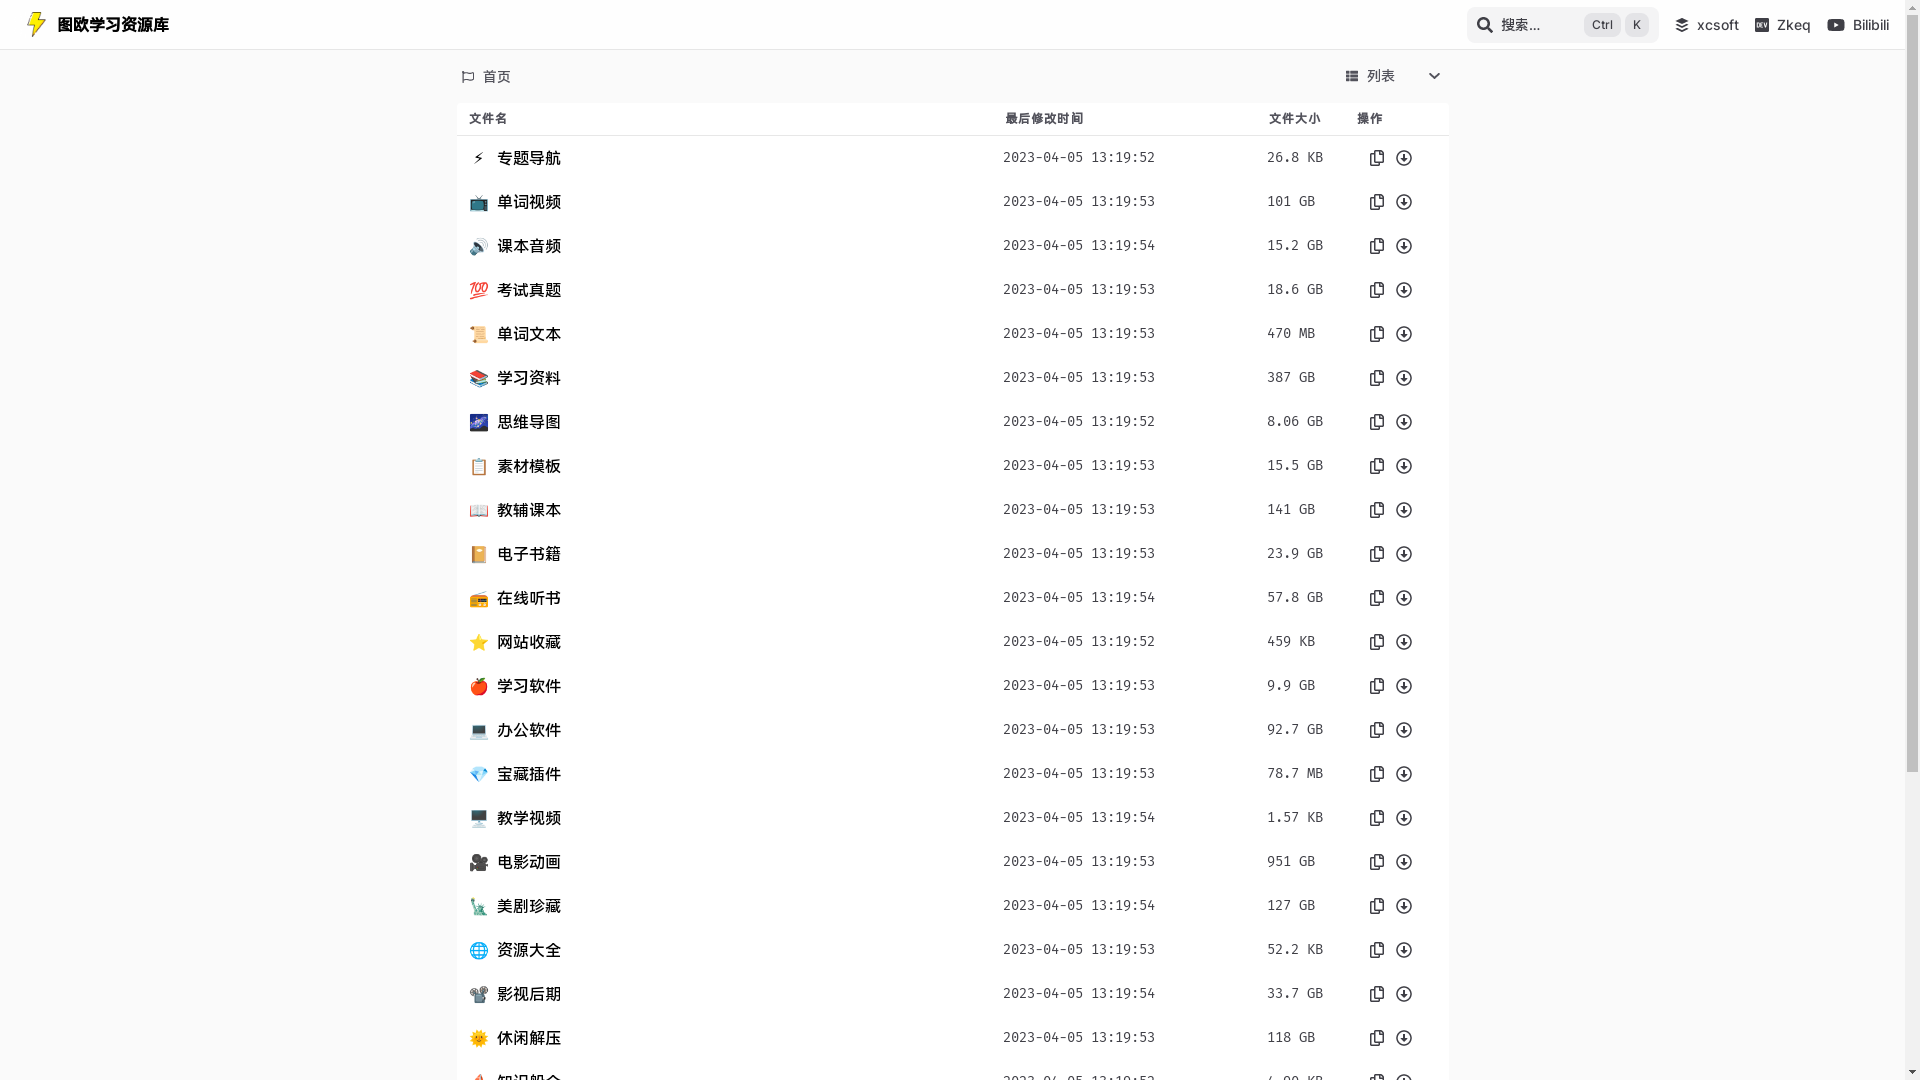 图欧学习资源库 搜索... Ctrl K xcsoft Zkeq Bilibili
首页 列表
文件名 最后修改时间 文件大小 操作
专题导航 2023-04-05 13:19:52 26.8 KB
单词视频 2023-04-05 13:19:53 101 GB
课本音频 2023-04-05 13:19:54 15.2 GB
考试真题 2023-04-05 13:19:53 18.6 GB
单词文本 2023-04-05 13:19:53 470 MB
学习资料 2023-04-05 13:19:53 387 GB
思维导图 2023-04-05 13:19:52 8.06 GB
素材模板 2023-04-05 13:19:53 15.5 GB
教辅课本 2023-04-05 13:19:53 141 GB
电子书籍 2023-04-05 13:19:53 23.9 GB
在线听书 2023-04-05 13:19:54 57.8 GB
网站收藏 2023-04-05 13:19:52 459 KB
学习软件 2023-04-05 13:19:53 9.9 GB
办公软件 2023-04-05 13:19:53 92.7 GB
宝藏插件 2023-04-05 13:19:53 78.7 MB
教学视频 2023-04-05 13:19:54 1.57 KB
电影动画 2023-04-05 13:19:53 951 GB
美剧珍藏 2023-04-05 13:19:54 127 GB
资源大全 2023-04-05 13:19:53 52.2 KB
影视后期 2023-04-05 13:19:54 33.7 GB
休闲解压 2023-04-05 13:19:53 118 GB